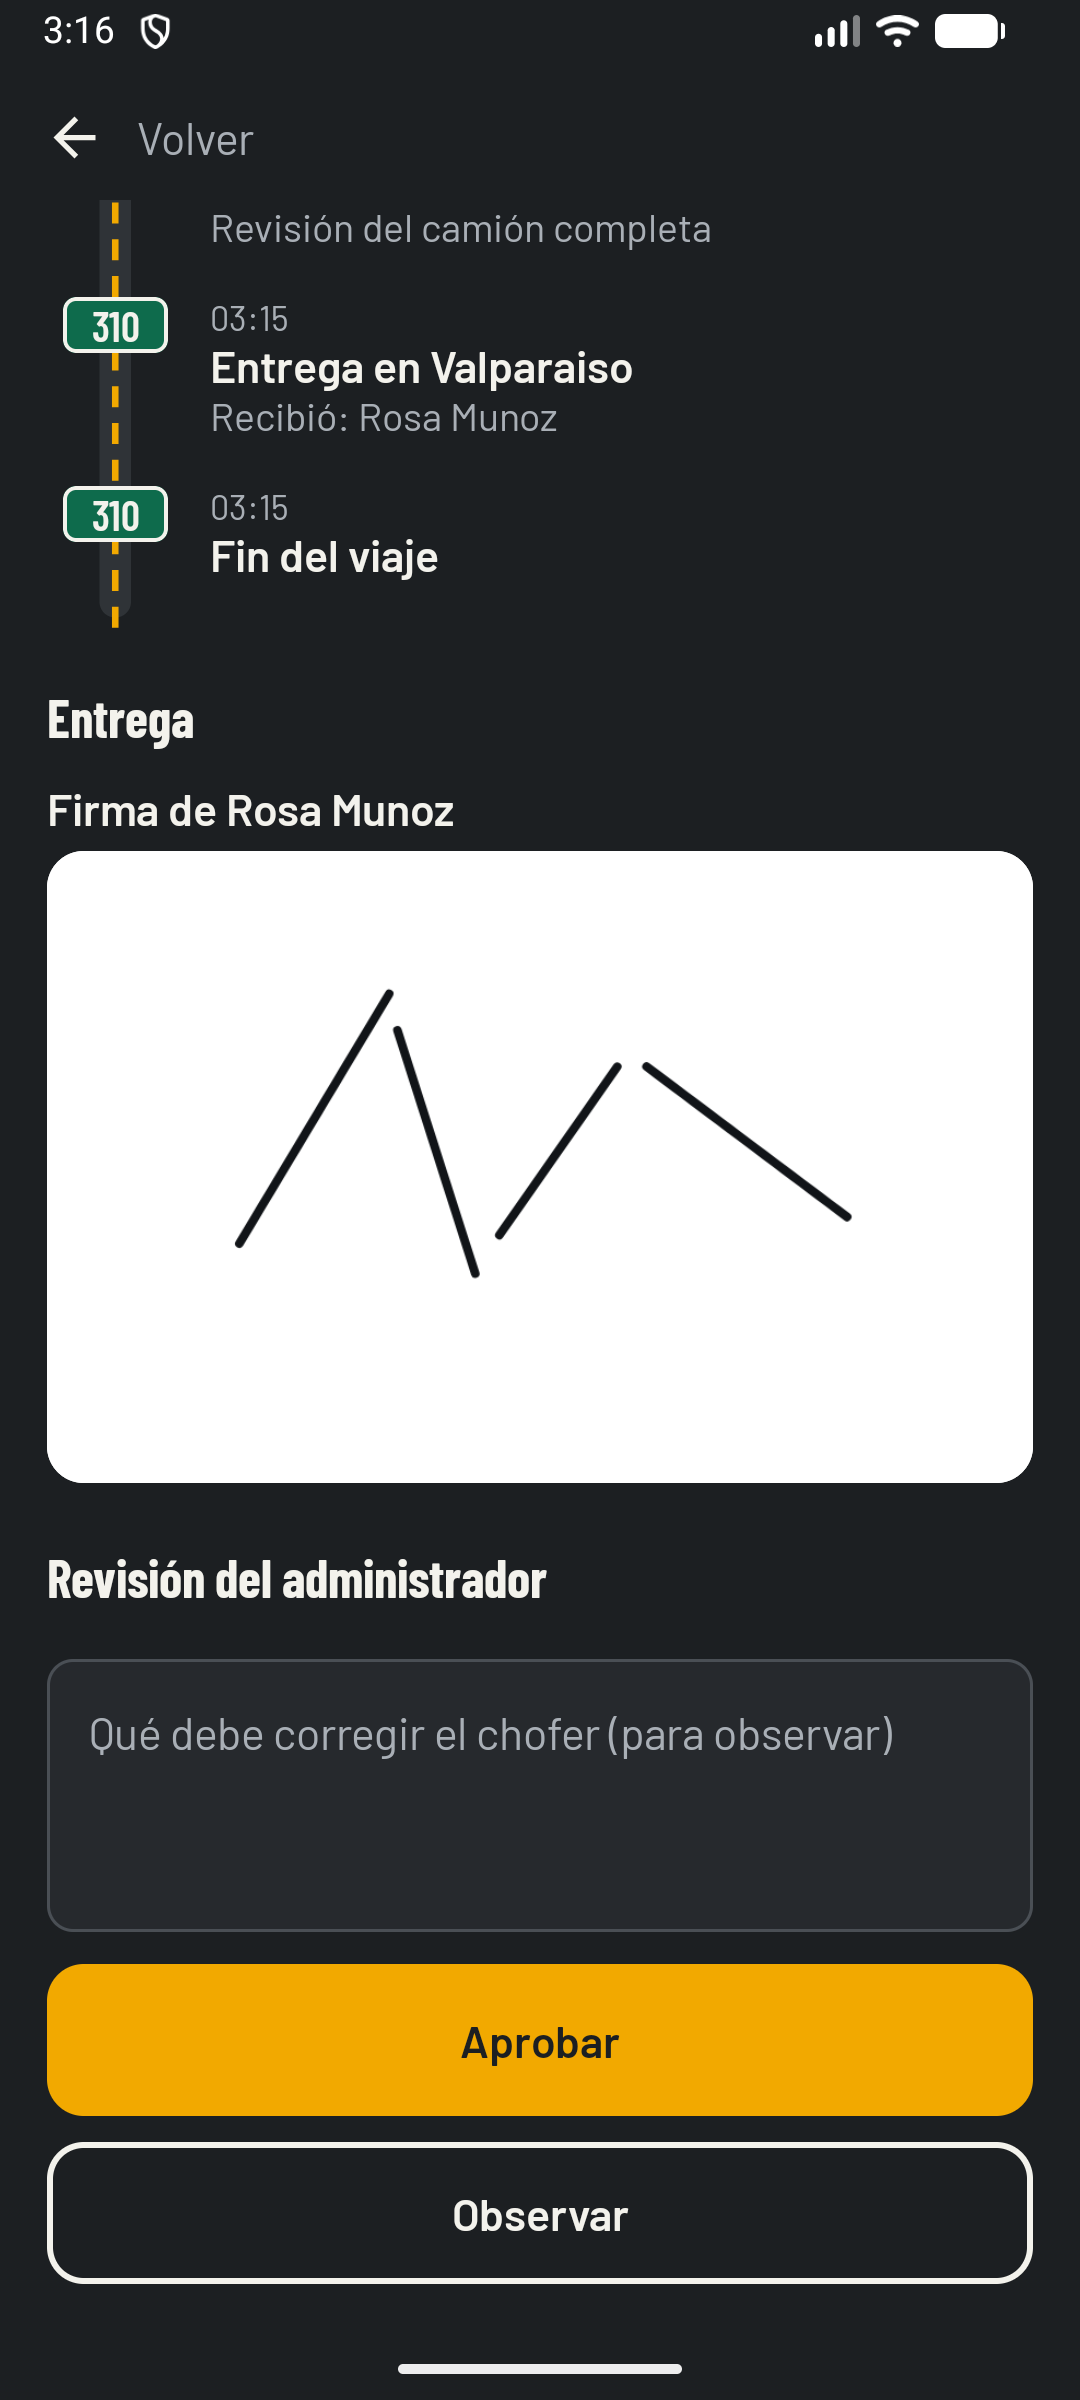 3:16
Volver
Revisión del camión completa
310
03:15
Entrega en Valparaiso
Recibió: Rosa Munoz
310
03:15
Fin del viaje
Entrega
Firma de Rosa Munoz
Revisión del administrador
Qué debe corregir el chofer (para observar)
Aprobar
Observar